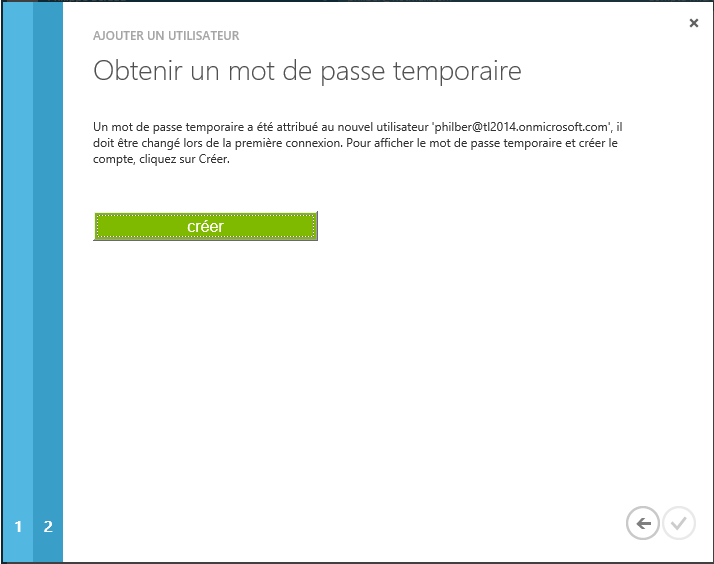 AJOUTER UN UTILISATEUR
Obtenir un mot de passe temporaire
Un mot de passe temporaire a été attribué au nouvel utilisateur 'philber@tl2014.onmicrosoft.com', il
doit être changé lors de la première connexion. Pour afficher le mot de passe temporaire et créer le
compte, cliquez sur Créer.
créer
1 2